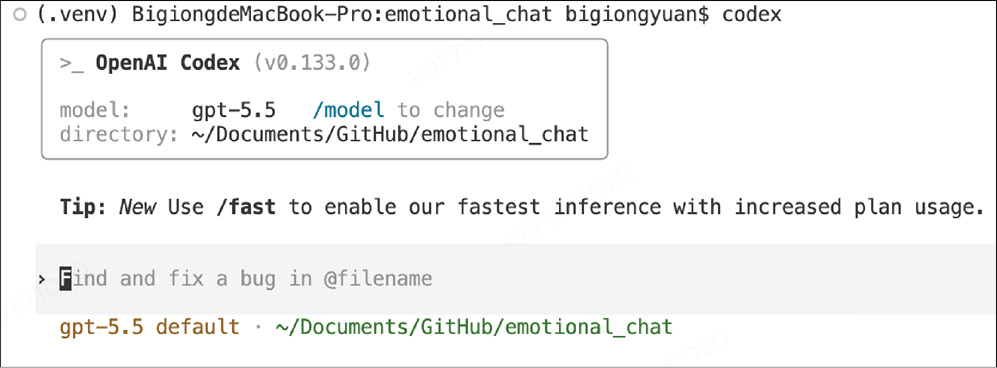 (.venv) BigiongdeMacBook-Pro:emotional_chat bigiongyuan$ codex
>_ OpenAI Codex (v0.133.0)
model: gpt-5.5 /model to change
directory: ~/Documents/GitHub/emotional_chat
Tip: New Use /fast to enable our fastest inference with increased plan usage.
› Find and fix a bug in @filename
gpt-5.5 default · ~/Documents/GitHub/emotional_chat